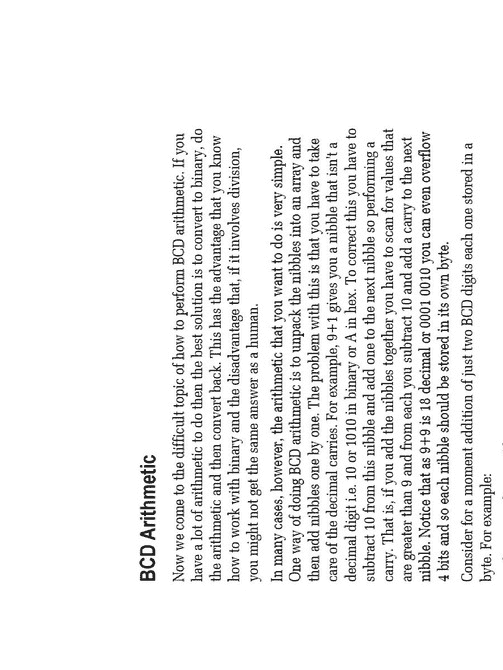 BCD Arithmetic
Now we come to the difficult topic of how to perform BCD arithmetic. If you
have a lot of arithmetic to do then the best solution is to convert to binary, do
the arithmetic and then convert back. This has the advantage that you know
how to work with binary and the disadvantage that, if it involves division,
you might not get the same answer as a human.
In many cases, however, the arithmetic that you want to do is very simple.
One way of doing BCD arithmetic is to unpack the nibbles into an array and
then add nibbles one by one. The problem with this is that you have to take
care of the decimal carries. For example, 9+1 gives you a nibble that isn't a
decimal digit i.e. 10 or 1010 in binary or A in hex. To correct this you have to
subtract 10 from this nibble and add one to the next nibble so performing a
carry. That is, if you add the nibbles together you have to scan for values that
are greater than 9 and from each you subtract 10 and add a carry to the next
nibble. Notice that as 9+9 is 18 decimal or 0001 0010 you can even overflow
4 bits and so each nibble should be stored in its own byte.
Consider for a moment addition of just two BCD digits each one stored in a
byte. For example: